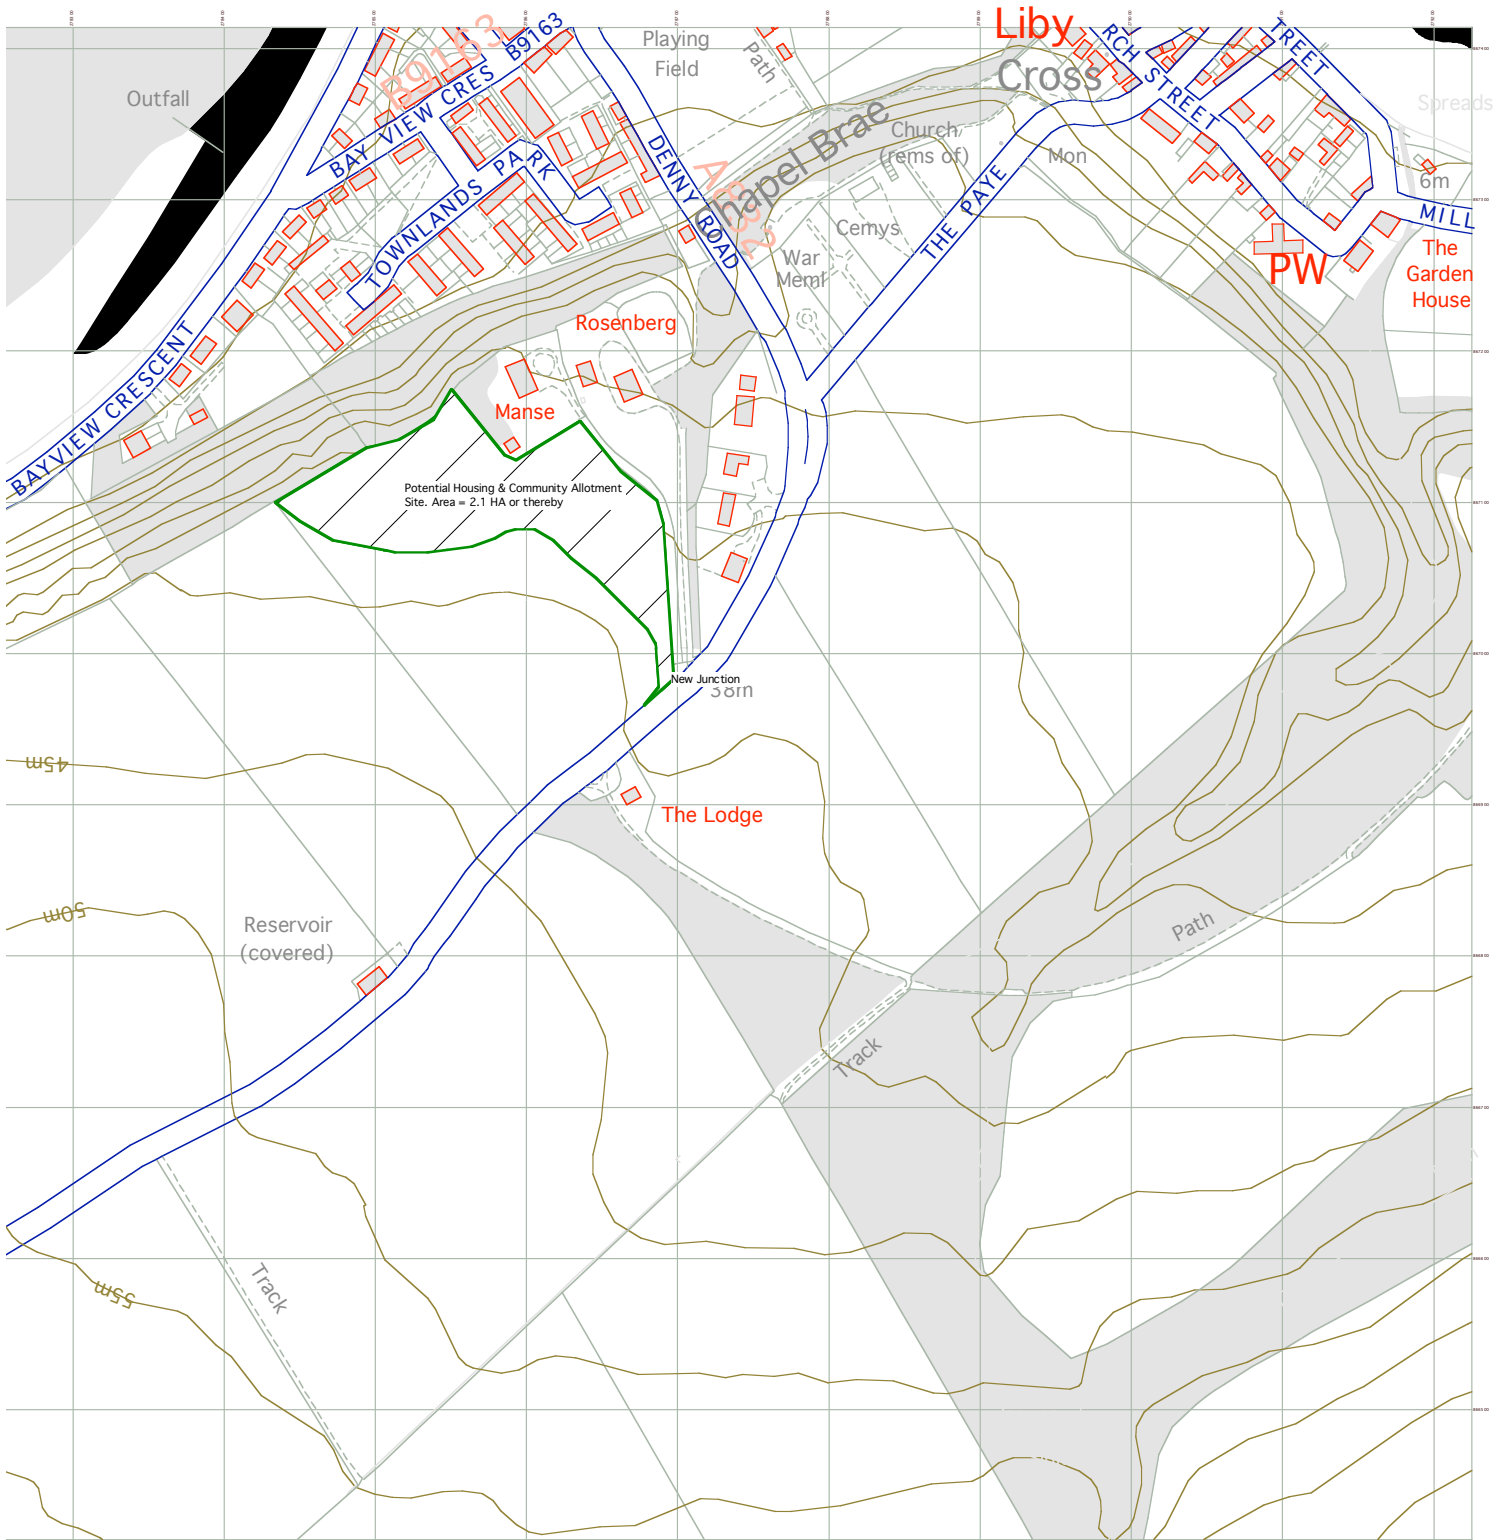 Liby
Cross
RCH STREET
TREET
B9163
B9163
Playing
Field
Path
Outfall
BAY VIEW CRES
TOWNLANDS PARK
DENNY ROAD
A832
Chapel Brae
Church
(rems of)
Mon
Spreads
6m
MILL
The
Garden
House
PW
THE PAYE
Cemys
War
Meml
Rosenberg
Manse
BAYVIEW CRESCENT
Potential Housing & Community Allotment
Site. Area = 2.1 HA or thereby
New Junction
38m
45m
The Lodge
50m
Reservoir
(covered)
Path
Track
Track
55m